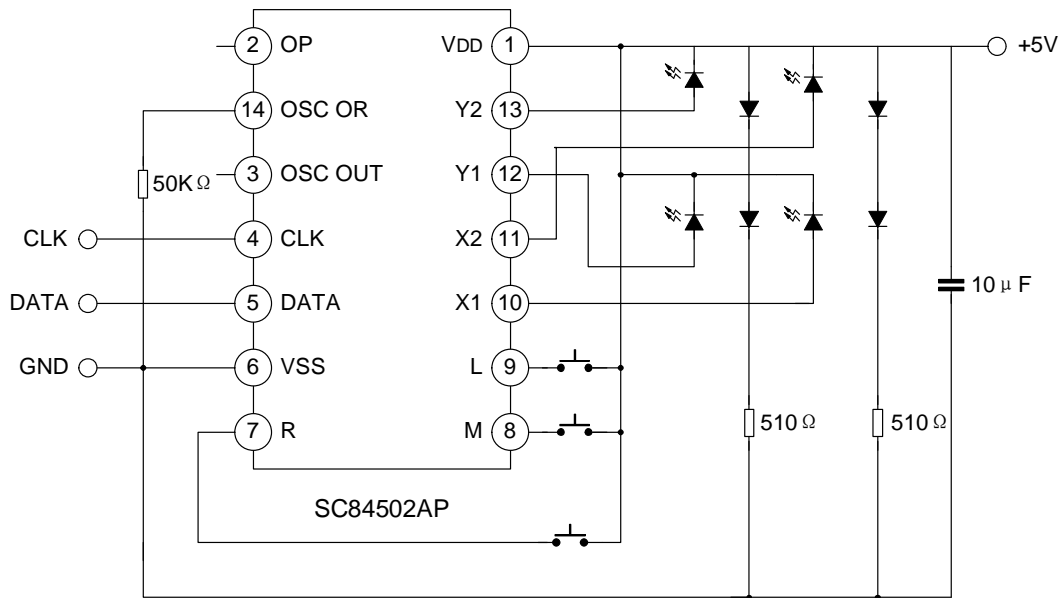 2 OP VDD 1 +5V
14 OSC OR Y2 13
50KΩ 3 OSC OUT Y1 12
CLK 4 CLK X2 11
DATA 5 DATA X1 10 10μF
GND 6 VSS L 9
7 R M 8 510Ω 510Ω
SC84502AP